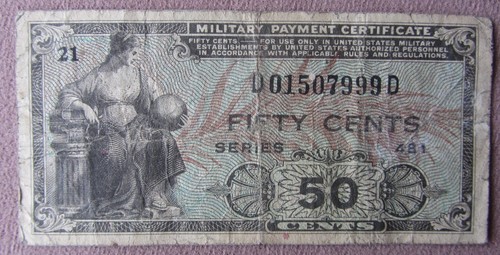 MILITARY PAYMENT CERTIFICATE
FIFTY CENTS — FOR USE ONLY IN UNITED STATES MILITARY
ESTABLISHMENTS BY UNITED STATES AUTHORIZED PERSONNEL
IN ACCORDANCE WITH APPLICABLE RULES AND REGULATIONS.
21
D01507999D
FIFTY CENTS
SERIES 481
50
CENTS